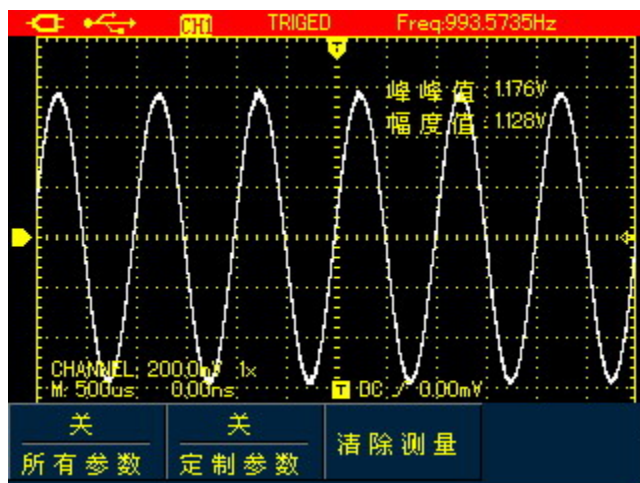 CH1 TRIGED Freq:993.5735Hz
T
峰峰值:1.176V
幅度值:1.128V
CHANNEL: 200.0mV 1x
M: 500us: 0.00ns
T DC 0.00mV
关 关
所有参数 定制参数 清除测量